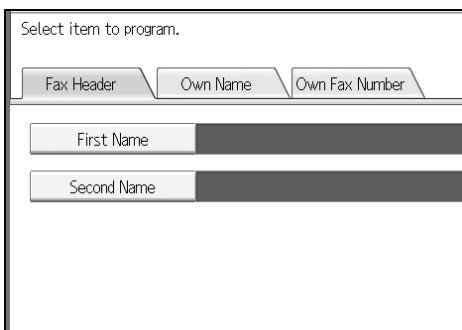 Select item to program.
Fax Header Own Name Own Fax Number
First Name
Second Name